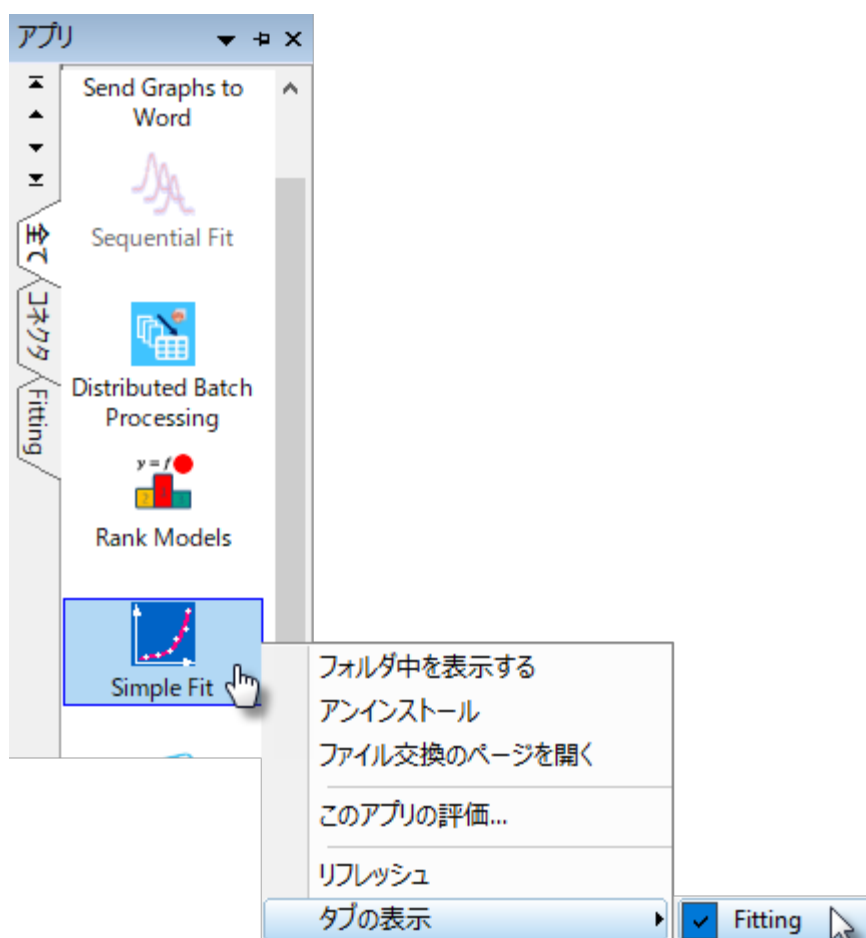 アプリ
Send Graphs to
Word
Sequential Fit
全て
コネクタ
Fitting
Distributed Batch
Processing
y = f
2
1
3
Rank Models
Simple Fit
フォルダ中を表示する
アンインストール
ファイル交換のページを開く
このアプリの評価...
リフレッシュ
タブの表示
Fitting